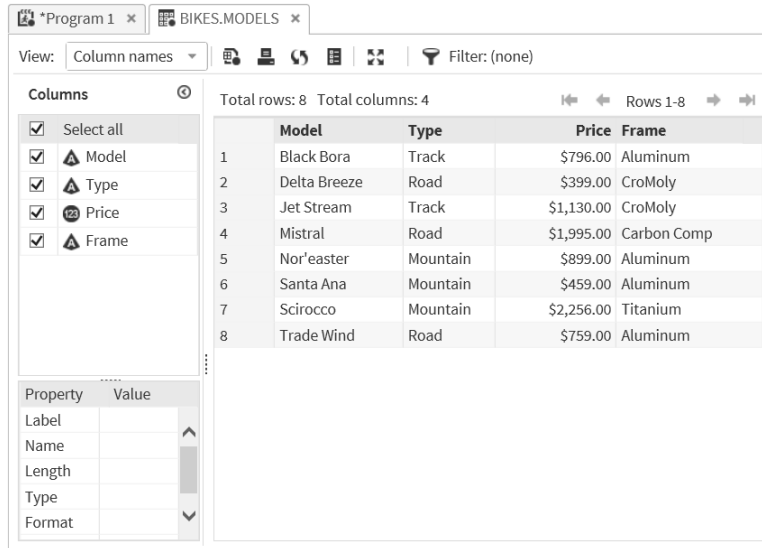 *Program 1 × BIKES.MODELS ×
View: Column names Filter: (none)
Columns
Select all
Model
Type
123 Price
Frame
Property Value
Label
Name
Length
Type
Format
Total rows: 8 Total columns: 4 Rows 1-8
Model Type Price Frame
1 Black Bora Track $796.00 Aluminum
2 Delta Breeze Road $399.00 CroMoly
3 Jet Stream Track $1,130.00 CroMoly
4 Mistral Road $1,995.00 Carbon Comp
5 Nor'easter Mountain $899.00 Aluminum
6 Santa Ana Mountain $459.00 Aluminum
7 Scirocco Mountain $2,256.00 Titanium
8 Trade Wind Road $759.00 Aluminum